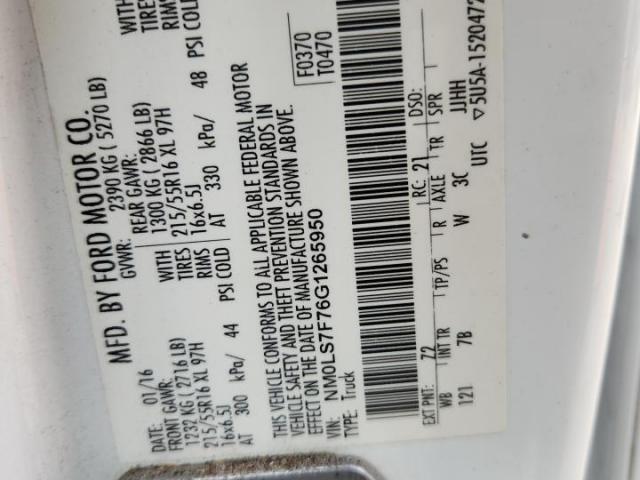 MFD. BY FORD MOTOR CO.
DATE: 01/16 GVWR: 2390 KG ( 5270 LB)
FRONT GAWR: REAR GAWR:
1232 KG ( 2716 LB) WITH 1300 KG ( 2866 LB) WITH
215/55R16 XL 97H TIRES 215/55R16 XL 97H TIRES
16x6.5J RIMS 16x6.5J RIMS
AT 300 kPa/ 44 PSI COLD AT 330 kPa/ 48 PSI COLD
THIS VEHICLE CONFORMS TO ALL APPLICABLE FEDERAL MOTOR
VEHICLE SAFETY AND THEFT PREVENTION STANDARDS IN
EFFECT ON THE DATE OF MANUFACTURE SHOWN ABOVE.
VIN: NM0LS7F76G1265950
TYPE: Truck
F0370
T0470
EXT PNT: 72 RC: 21 DSO:
WB INT TR TP/PS R AXLE TR SPR
121 7B W 3C JJHH
UTC ▽5U5A-1520472